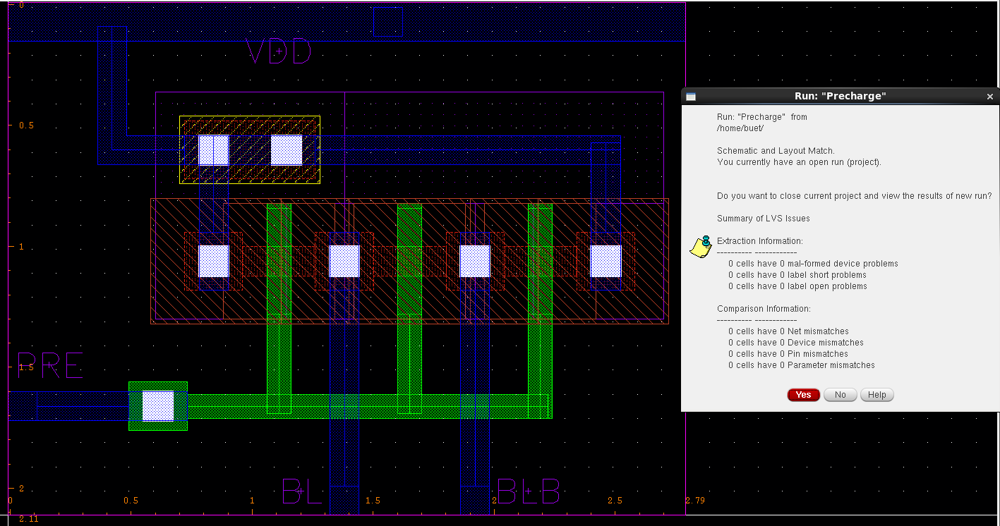 0
VDD
0.5
1
PRE
1.5
BL
BLB
2
0
0.5
1
1.5
2
2.5
2.79
2.11
Run: "Precharge"
Run: "Precharge" from
/home/buet/
Schematic and Layout Match.
You currently have an open run (project).
Do you want to close current project and view the results of new run?
Summary of LVS Issues
Extraction Information:
---------- ------------
0 cells have 0 mal-formed device problems
0 cells have 0 label short problems
0 cells have 0 label open problems
Comparison Information:
---------- ------------
0 cells have 0 Net mismatches
0 cells have 0 Device mismatches
0 cells have 0 Pin mismatches
0 cells have 0 Parameter mismatches
Yes
No
Help